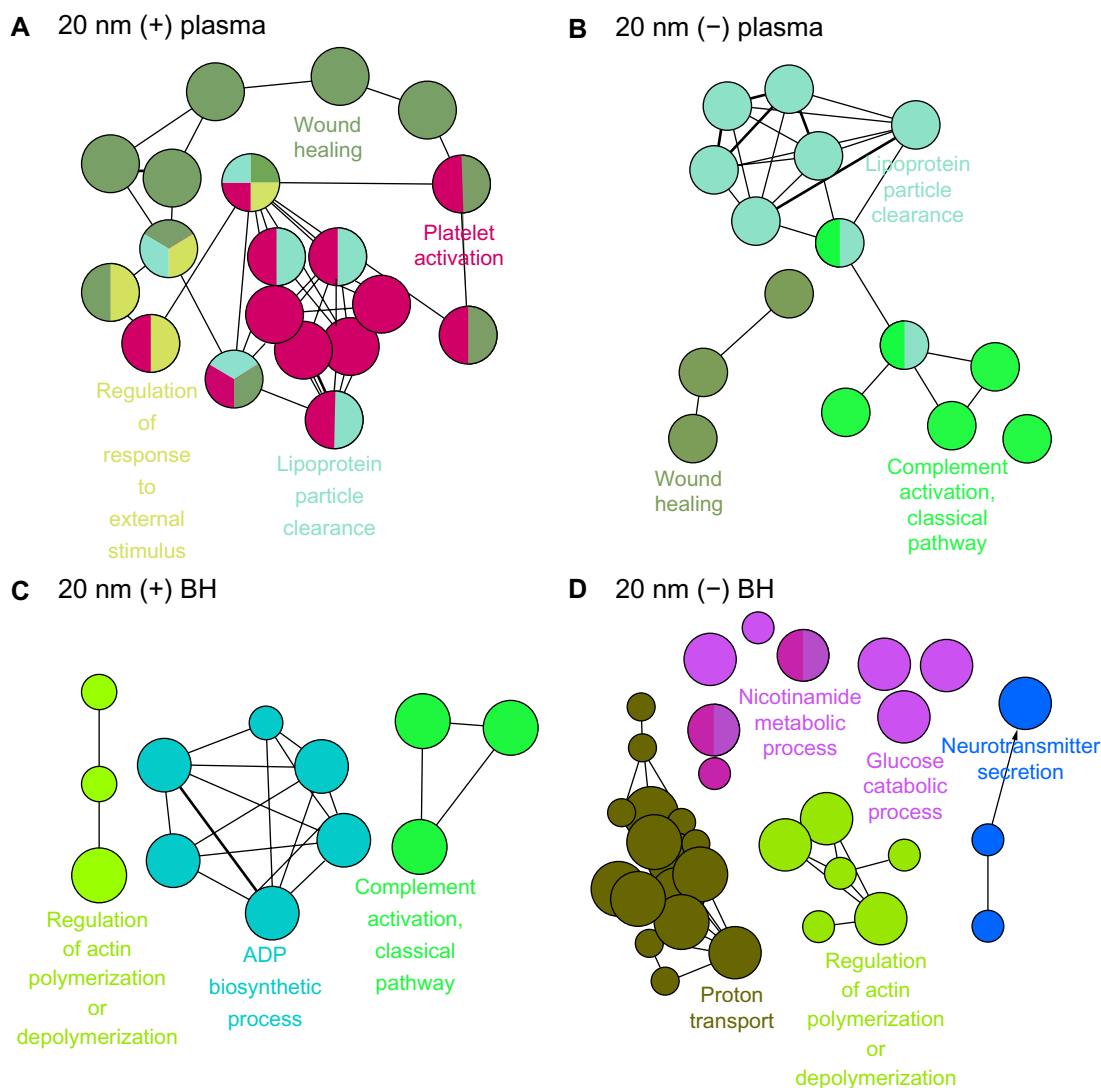 A 20 nm (+) plasma
Wound
healing
Platelet
activation
Regulation
of
response
to
external
stimulus
Lipoprotein
particle
clearance
B 20 nm (−) plasma
Lipoprotein
particle
clearance
Wound
healing
Complement
activation,
classical
pathway
C 20 nm (+) BH
Regulation
of actin
polymerization
or
depolymerization
ADP
biosynthetic
process
Complement
activation,
classical
pathway
D 20 nm (−) BH
Nicotinamide
metabolic
process
Glucose
catabolic
process
Neurotransmitter
secretion
Proton
transport
Regulation
of actin
polymerization
or
depolymerization